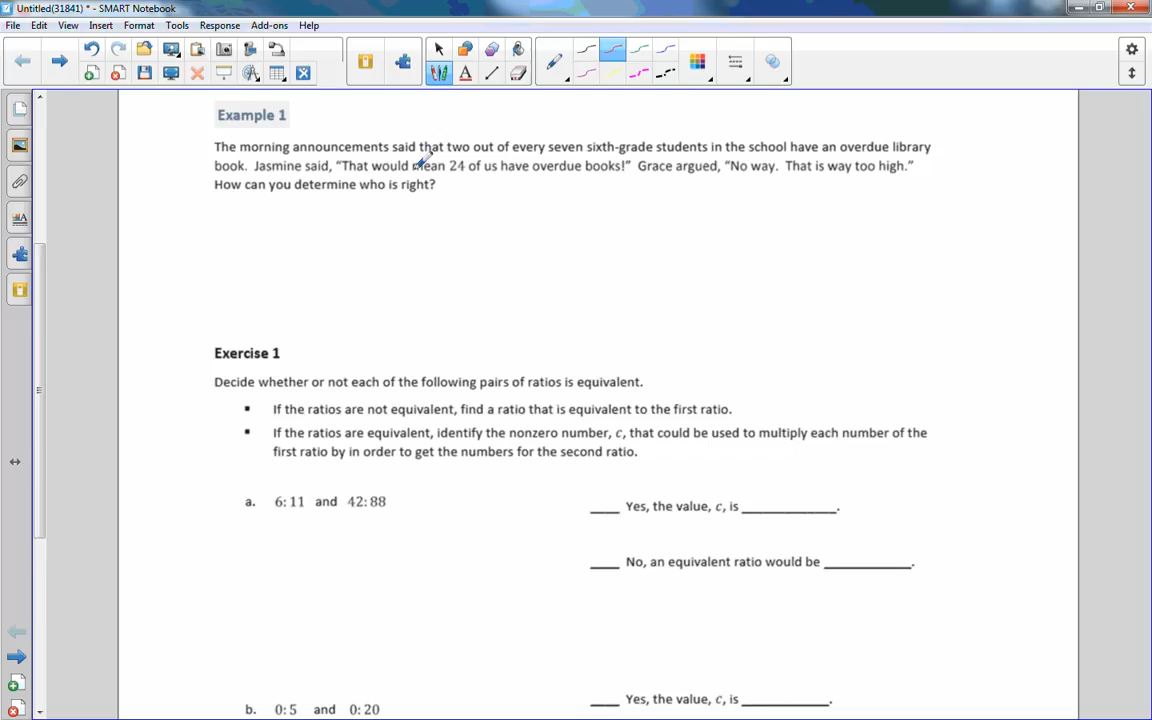 Untitled(31841) * - SMART Notebook
File Edit View Insert Format Tools Response Add-ons Help
Example 1
The morning announcements said that two out of every seven sixth-grade students in the school have an overdue library
book. Jasmine said, “That would mean 24 of us have overdue books!” Grace argued, “No way. That is way too high.”
How can you determine who is right?
Exercise 1
Decide whether or not each of the following pairs of ratios is equivalent.
▪ If the ratios are not equivalent, find a ratio that is equivalent to the first ratio.
▪ If the ratios are equivalent, identify the nonzero number, c, that could be used to multiply each number of the
first ratio by in order to get the numbers for the second ratio.
a. 6:11 and 42:88 ____ Yes, the value, c, is _____________.
____ No, an equivalent ratio would be ____________.
b. 0:5 and 0:20 ____ Yes, the value, c, is ____________.